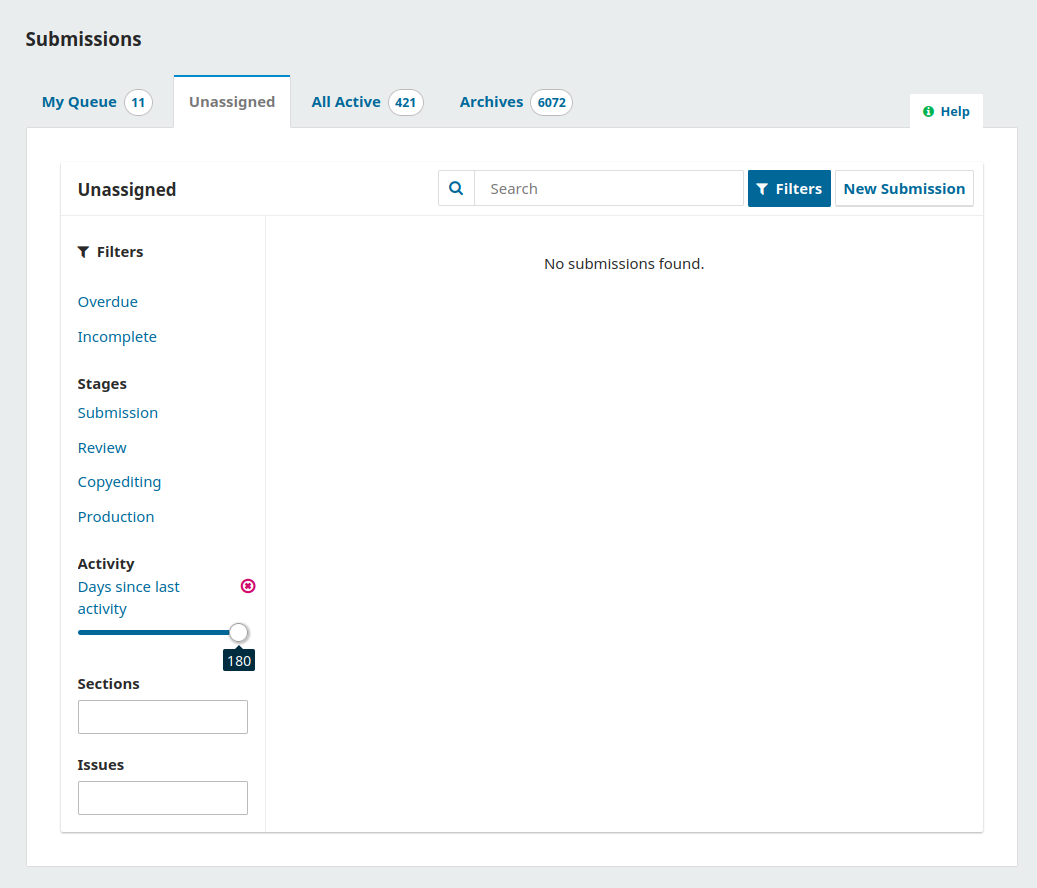 Submissions
My Queue 11 Unassigned All Active 421 Archives 6072
Help
Unassigned Search Filters New Submission
Filters
No submissions found.
Overdue
Incomplete
Stages
Submission
Review
Copyediting
Production
Activity
Days since last
activity
180
Sections
Issues